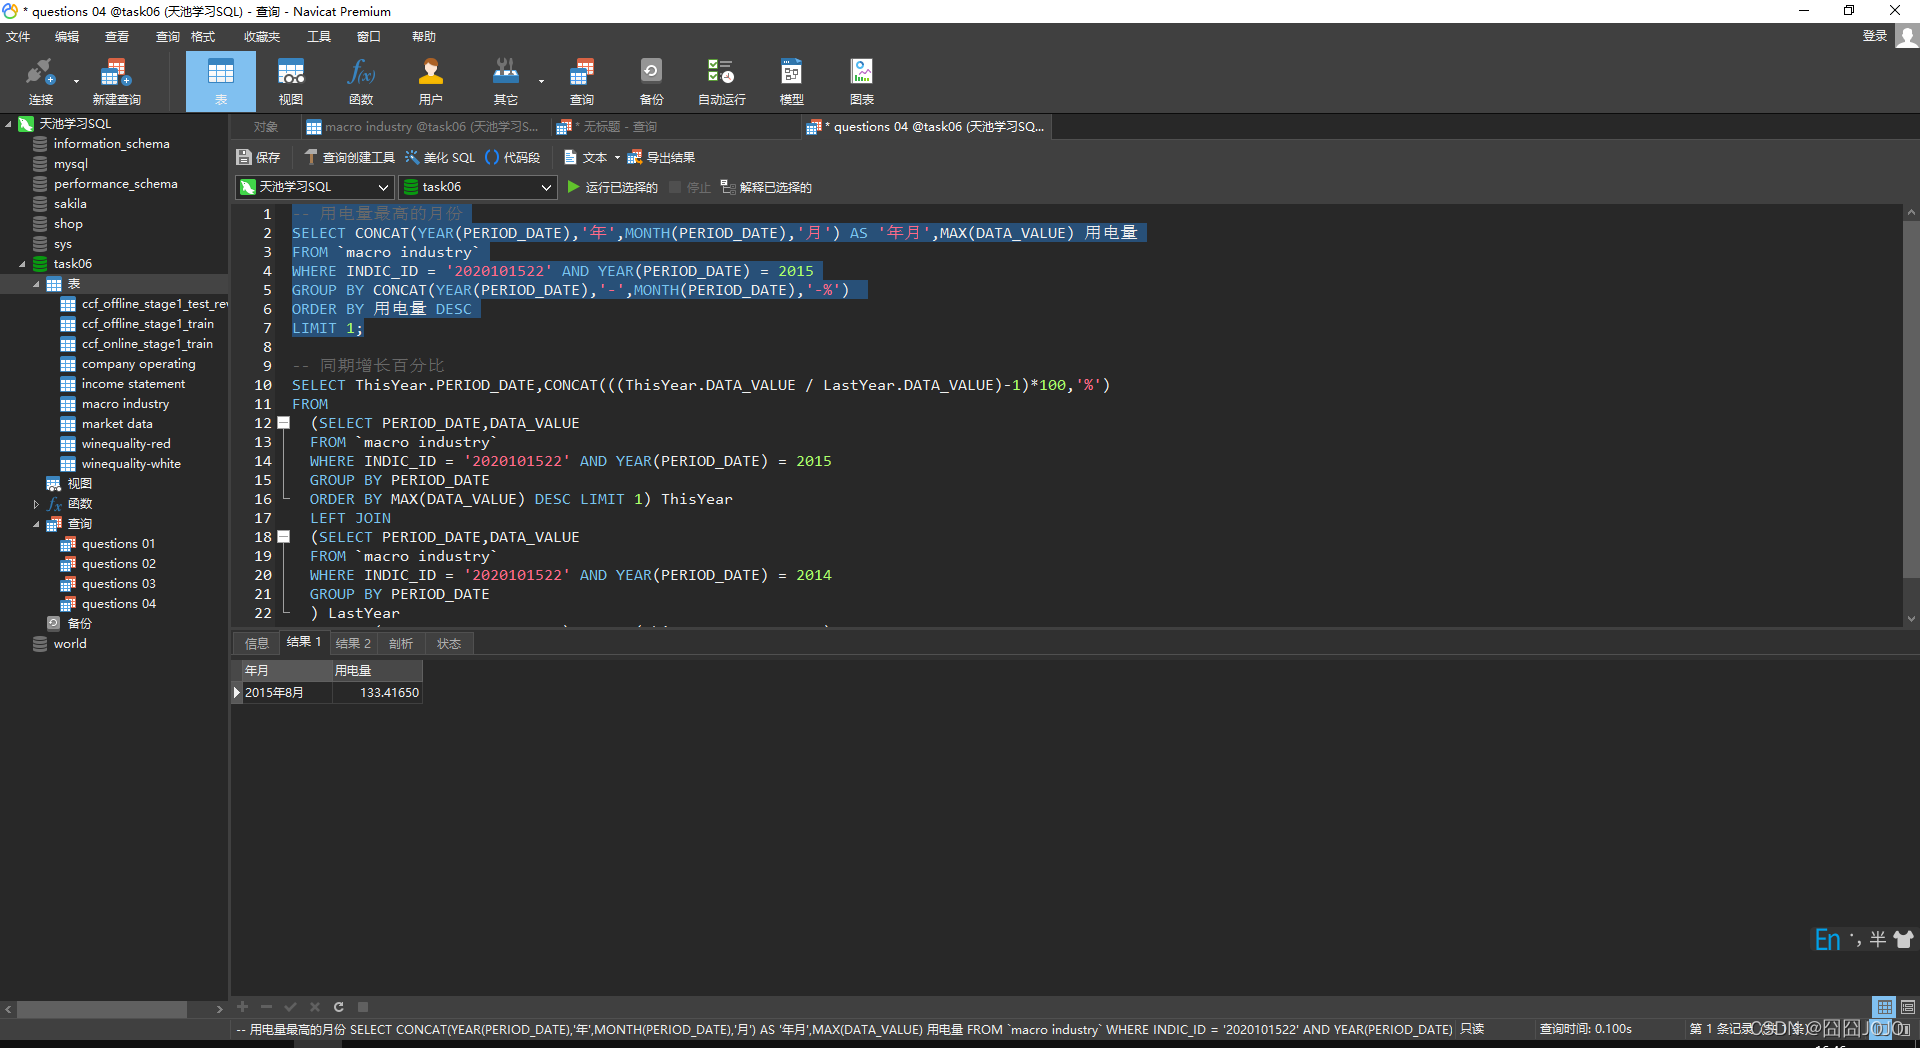 * questions 04 @task06 (天池学习SQL) - 查询 - Navicat Premium
文件 编辑 查看 查询 格式 收藏夹 工具 窗口 帮助 登录
连接 新建查询 表 视图 函数 用户 其它 查询 备份 自动运行 模型 图表
天池学习SQL
information_schema
mysql
performance_schema
sakila
shop
sys
task06
表
ccf_offline_stage1_test_rev
ccf_offline_stage1_train
ccf_online_stage1_train
company operating
income statement
macro industry
market data
winequality-red
winequality-white
视图
函数
查询
questions 01
questions 02
questions 03
questions 04
备份
world
对象 macro industry @task06 (天池学习S... * 无标题 - 查询 * questions 04 @task06 (天池学习SQ...
保存 查询创建工具 美化 SQL 代码段 文本 导出结果
天池学习SQL task06 运行已选择的 停止 解释已选择的
1 -- 用电量最高的月份
2 SELECT CONCAT(YEAR(PERIOD_DATE),'年',MONTH(PERIOD_DATE),'月') AS '年月',MAX(DATA_VALUE) 用电量
3 FROM `macro industry`
4 WHERE INDIC_ID = '2020101522' AND YEAR(PERIOD_DATE) = 2015
5 GROUP BY CONCAT(YEAR(PERIOD_DATE),'-',MONTH(PERIOD_DATE),'-%')
6 ORDER BY 用电量 DESC
7 LIMIT 1;
8
9 -- 同期增长百分比
10 SELECT ThisYear.PERIOD_DATE,CONCAT(((ThisYear.DATA_VALUE / LastYear.DATA_VALUE)-1)*100,'%')
11 FROM
12 (SELECT PERIOD_DATE,DATA_VALUE
13 FROM `macro industry`
14 WHERE INDIC_ID = '2020101522' AND YEAR(PERIOD_DATE) = 2015
15 GROUP BY PERIOD_DATE
16 ORDER BY MAX(DATA_VALUE) DESC LIMIT 1) ThisYear
17 LEFT JOIN
18 (SELECT PERIOD_DATE,DATA_VALUE
19 FROM `macro industry`
20 WHERE INDIC_ID = '2020101522' AND YEAR(PERIOD_DATE) = 2014
21 GROUP BY PERIOD_DATE
22 ) LastYear
信息 结果 1 结果 2 剖析 状态
年月 用电量
2015年8月 133.41650
En 半
-- 用电量最高的月份 SELECT CONCAT(YEAR(PERIOD_DATE),'年',MONTH(PERIOD_DATE),'月') AS '年月',MAX(DATA_VALUE) 用电量 FROM `macro industry` WHERE INDIC_ID = '2020101522' AND YEAR(PERIOD_DATE) 只读 查询时间: 0.100s 第 1 条记录
CSDN @囧囧JOJO